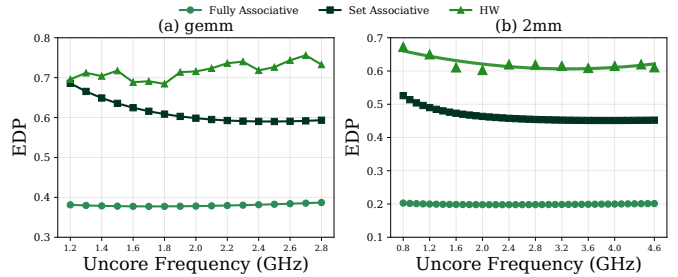 Fully Associative Set Associative HW
(a) gemm
(b) 2mm
EDP
0.8
0.7
0.6
0.5
0.4
0.3
1.2 1.4 1.6 1.8 2.0 2.2 2.4 2.6 2.8
Uncore Frequency (GHz)
EDP
0.7
0.6
0.5
0.4
0.3
0.2
0.1
0.8 1.2 1.6 2.0 2.4 2.8 3.2 3.6 4.0 4.6
Uncore Frequency (GHz)